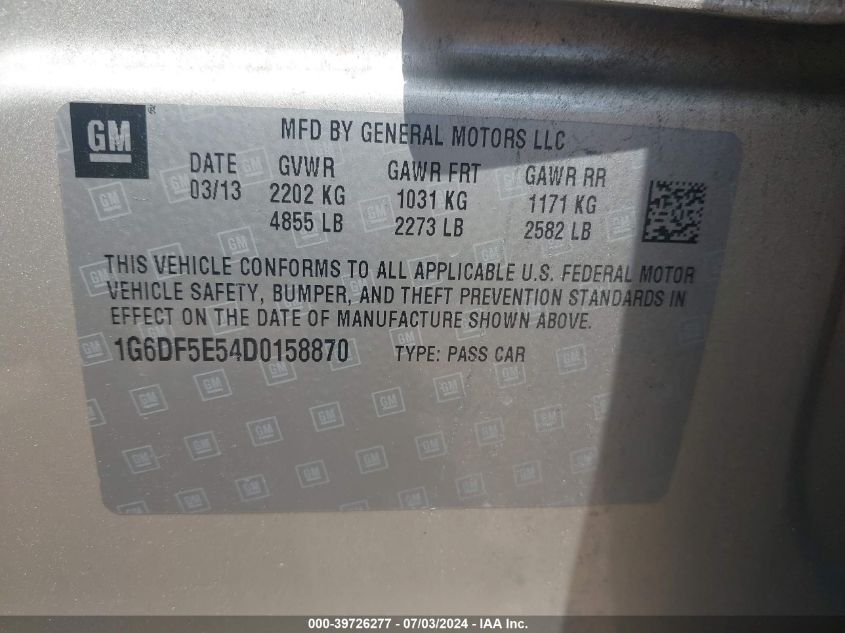 GM
MFD BY GENERAL MOTORS LLC
DATE GVWR GAWR FRT GAWR RR
03/13 2202 KG 1031 KG 1171 KG
4855 LB 2273 LB 2582 LB
THIS VEHICLE CONFORMS TO ALL APPLICABLE U.S. FEDERAL MOTOR
VEHICLE SAFETY, BUMPER, AND THEFT PREVENTION STANDARDS IN
EFFECT ON THE DATE OF MANUFACTURE SHOWN ABOVE.
1G6DF5E54D0158870 TYPE: PASS CAR
000-39726277 - 07/03/2024 - IAA Inc.